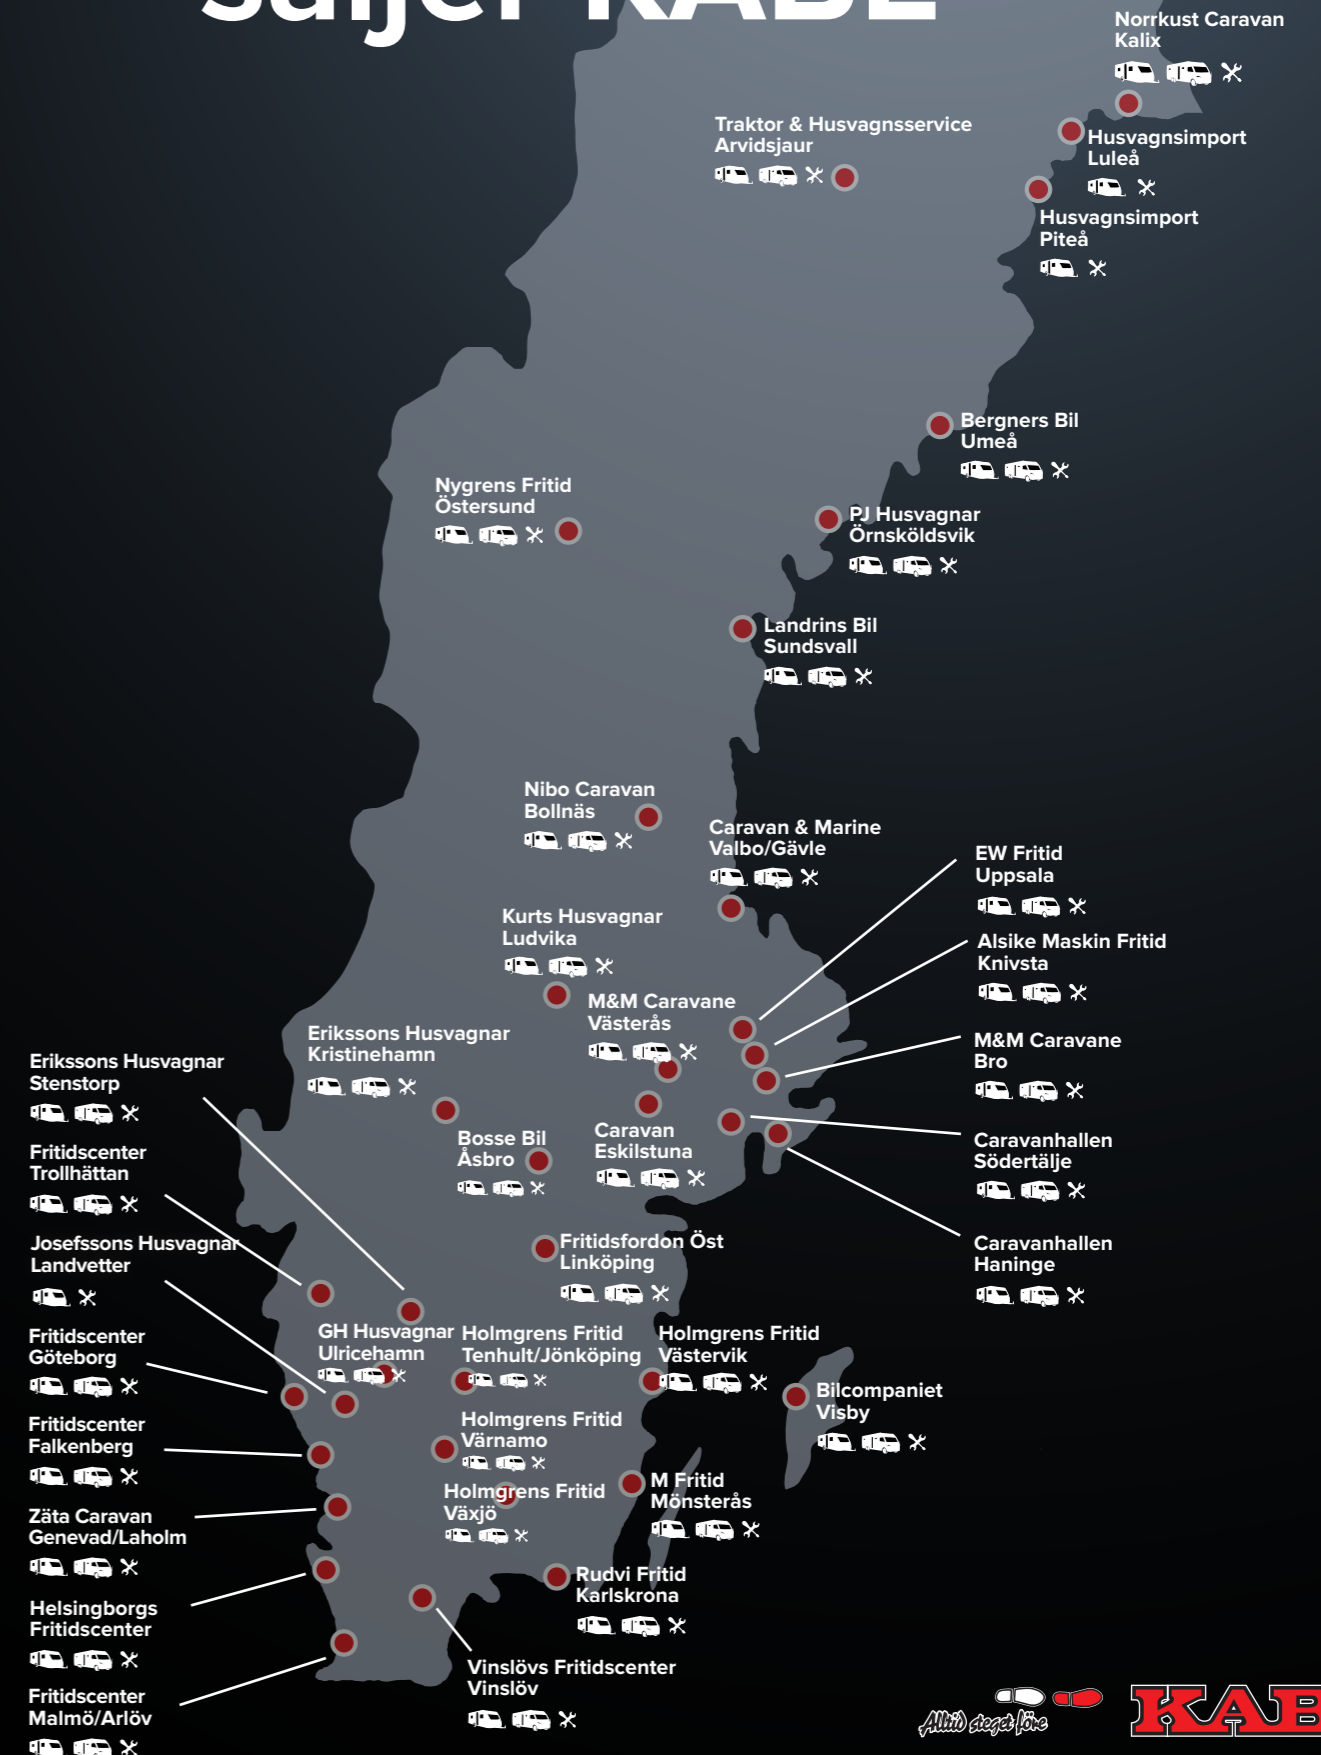 säljer KABE
Norrkust Caravan
Kalix
Traktor & Husvagnsservice
Arvidsjaur
Husvagnsimport
Luleå
Husvagnsimport
Piteå
Bergners Bil
Umeå
Nygrens Fritid
Östersund
PJ Husvagnar
Örnsköldsvik
Landrins Bil
Sundsvall
Nibo Caravan
Bollnäs
Caravan & Marine
Valbo/Gävle
EW Fritid
Uppsala
Kurts Husvagnar
Ludvika
Alsike Maskin Fritid
Knivsta
M&M Caravane
Västerås
Erikssons Husvagnar
Kristinehamn
M&M Caravane
Bro
Erikssons Husvagnar
Stenstorp
Bosse Bil
Åsbro
Caravan
Eskilstuna
Caravanhallen
Södertälje
Fritidscenter
Trollhättan
Josefssons Husvagnar
Landvetter
Fritidsfordon Öst
Linköping
Caravanhallen
Haninge
Fritidscenter
Göteborg
GH Husvagnar
Ulricehamn
Holmgrens Fritid
Tenhult/Jönköping
Holmgrens Fritid
Västervik
Bilcompaniet
Visby
Fritidscenter
Falkenberg
Holmgrens Fritid
Värnamo
Holmgrens Fritid
Växjö
M Fritid
Mönsterås
Zäta Caravan
Genevad/Laholm
Rudvi Fritid
Karlskrona
Helsingborgs
Fritidscenter
Vinslövs Fritidscenter
Vinslöv
Fritidscenter
Malmö/Arlöv
Alltid steget före
KAB